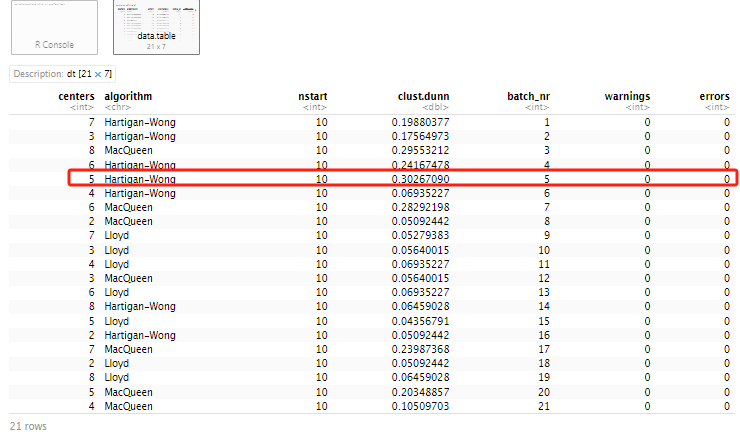 R Console
data.table
21 x 7
Description: dt [21 × 7]
centers algorithm nstart clust.dunn batch_nr warnings errors
<int> <chr> <int> <dbl> <int> <int> <int>
7 Hartigan-Wong 10 0.19880377 1 0 0
3 Hartigan-Wong 10 0.17564973 2 0 0
8 MacQueen 10 0.29553212 3 0 0
6 Hartigan-Wong 10 0.24167478 4 0 0
5 Hartigan-Wong 10 0.30267090 5 0 0
4 Hartigan-Wong 10 0.06935227 6 0 0
6 MacQueen 10 0.28292198 7 0 0
2 MacQueen 10 0.05092442 8 0 0
7 Lloyd 10 0.05279383 9 0 0
3 Lloyd 10 0.05640015 10 0 0
4 Lloyd 10 0.06935227 11 0 0
3 MacQueen 10 0.05640015 12 0 0
6 Lloyd 10 0.06935227 13 0 0
8 Hartigan-Wong 10 0.06459028 14 0 0
5 Lloyd 10 0.04356791 15 0 0
2 Hartigan-Wong 10 0.05092442 16 0 0
7 MacQueen 10 0.23987368 17 0 0
2 Lloyd 10 0.05092442 18 0 0
8 Lloyd 10 0.06459028 19 0 0
5 MacQueen 10 0.20348857 20 0 0
4 MacQueen 10 0.10509703 21 0 0
21 rows